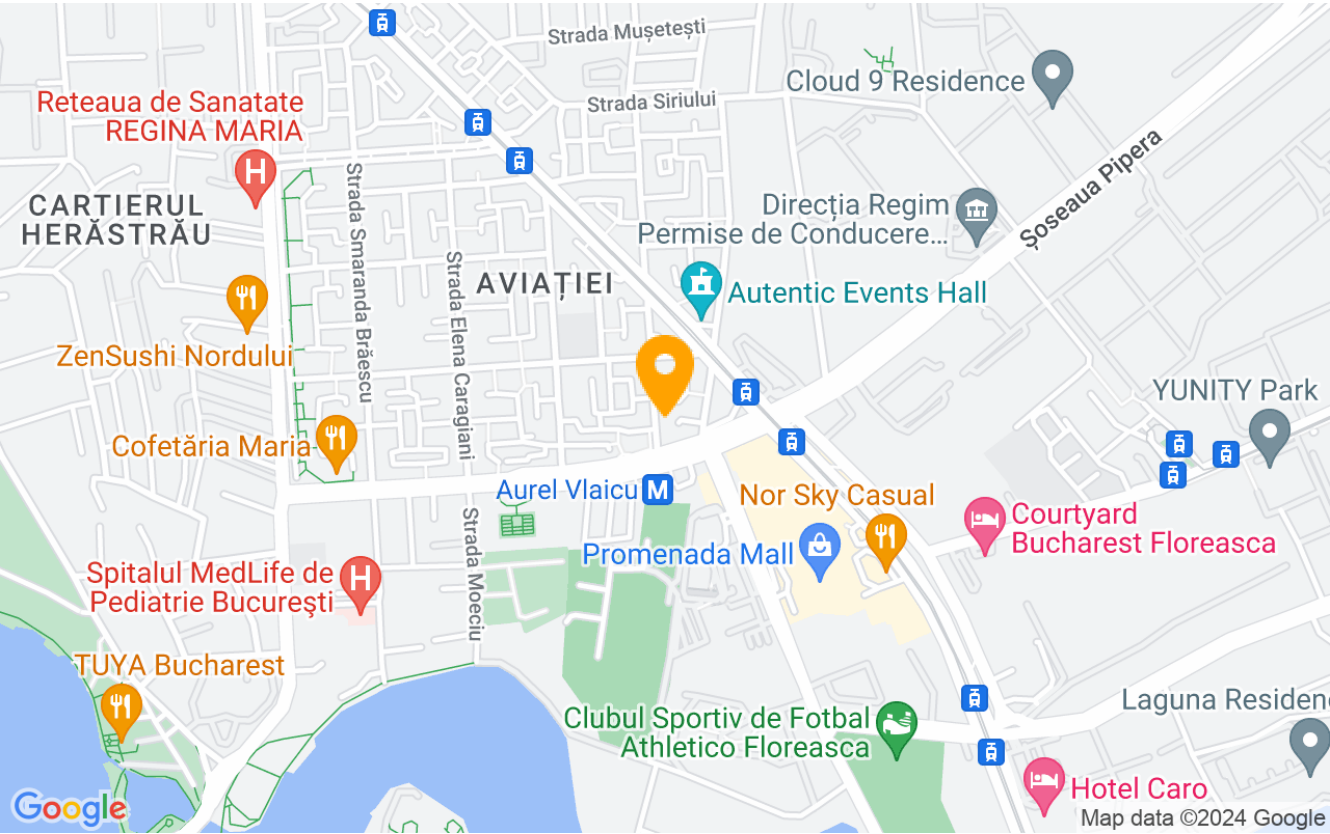 Strada Mușetești
Cloud 9 Residence
Strada Siriului
Reteaua de Sanatate
REGINA MARIA
H
Șoseaua Pipera
CARTIERUL
HERĂSTRĂU
Strada Smaranda Brăescu
Direcția Regim
Permise de Conducere...
Strada Elena Caragiani
AVIAȚIEI
Autentic Events Hall
ZenSushi Nordului
YUNITY Park
Cofetăria Maria
Aurel Vlaicu M
Nor Sky Casual
Courtyard
Bucharest Floreasca
Strada Moeciu
Promenada Mall
Spitalul MedLife de
Pediatrie București
H
TUYA Bucharest
Laguna Residen
Clubul Sportiv de Fotbal
Athletico Floreasca
Hotel Caro
Google
Map data ©2024 Google